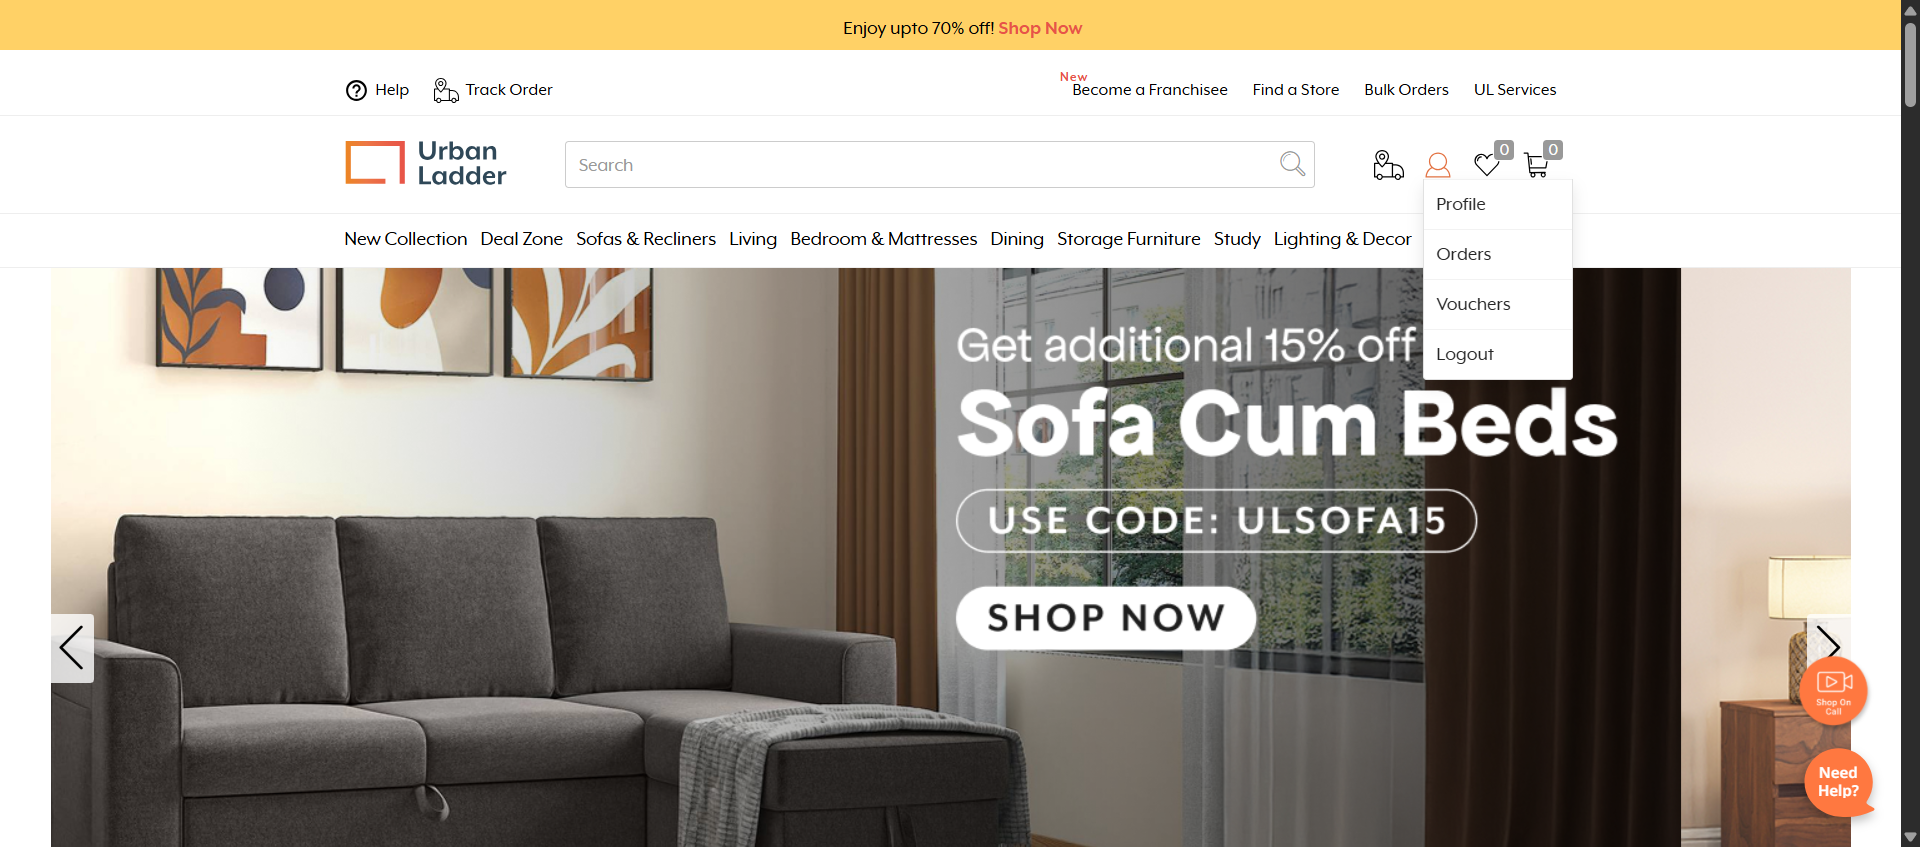 Enjoy upto 70% off! Shop Now
Help
Track Order
New
Become a Franchisee
Find a Store
Bulk Orders
UL Services
Urban
Ladder
Search
0
0
Profile
Orders
Vouchers
Logout
New Collection
Deal Zone
Sofas & Recliners
Living
Bedroom & Mattresses
Dining
Storage Furniture
Study
Lighting & Decor
Get additional 15% off
Sofa Cum Beds
USE CODE: ULSOFA15
SHOP NOW
Shop On
Call
Need
Help?